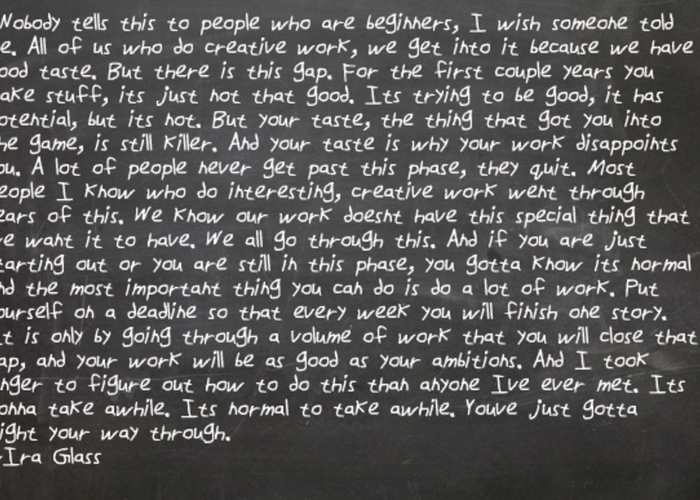 Nobody tells this to people who are beginners, I wish someone told
e. All of us who do creative work, we get into it because we have
ood taste. But there is this gap. For the first couple years you
ake stuff, its just not that good. Its trying to be good, it has
otential, but its not. But your taste, the thing that got you into
he game, is still killer. And your taste is why your work disappoints
ou. A lot of people never get past this phase, they quit. Most
eople I know who do interesting, creative work went through
ears of this. We know our work doesnt have this special thing that
e want it to have. We all go through this. And if you are just
tarting out or you are still in this phase, you gotta know its normal
nd the most important thing you can do is do a lot of work. Put
ourself on a deadline so that every week you will finish one story.
t is only by going through a volume of work that you will close that
ap, and your work will be as good as your ambitions. And I took
nger to figure out how to do this than anyone Ive ever met. Its
onna take awhile. Its normal to take awhile. Youve just gotta
ight your way through.
-Ira Glass